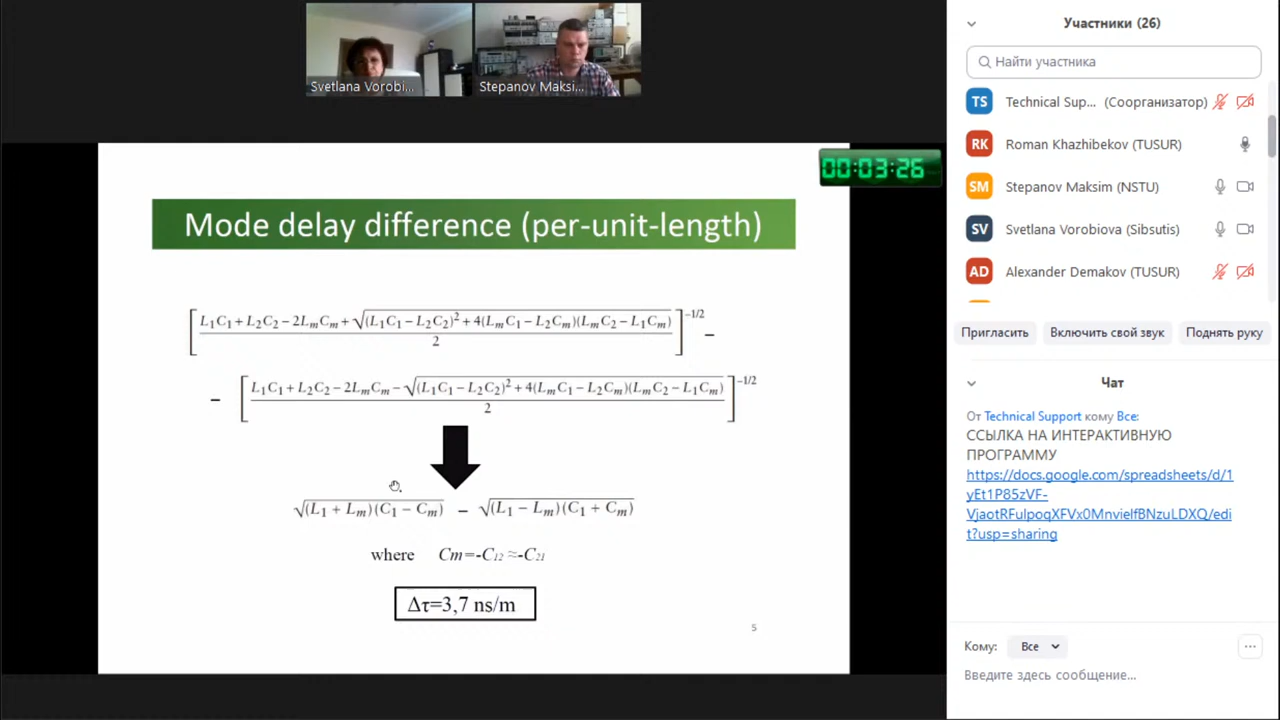 Svetlana Vorobi...
Stepanov Maksi...
00:03:26
Mode delay difference (per-unit-length)
[(L₁C₁ + L₂C₂ − 2LₘCₘ + √((L₁C₁ − L₂C₂)² + 4(LₘC₁ − L₂Cₘ)(LₘC₂ − L₁Cₘ))) / 2]^(−1/2) −
− [(L₁C₁ + L₂C₂ − 2LₘCₘ − √((L₁C₁ − L₂C₂)² + 4(LₘC₁ − L₂Cₘ)(LₘC₂ − L₁Cₘ))) / 2]^(−1/2)
√((L₁ + Lₘ)(C₁ − Cₘ)) − √((L₁ − Lₘ)(C₁ + Cₘ))
where Cm=-C₁₂ ≈-C₂₁
Δτ=3,7 ns/m
5
Участники (26)
Найти участника
TS Technical Sup... (Соорганизатор)
RK Roman Khazhibekov (TUSUR)
SM Stepanov Maksim (NSTU)
SV Svetlana Vorobiova (Sibsutis)
AD Alexander Demakov (TUSUR)
Пригласить Включить свой звук Поднять руку
Чат
От Technical Support кому Все:
ССЫЛКА НА ИНТЕРАКТИВНУЮ
ПРОГРАММУ
https://docs.google.com/spreadsheets/d/1
yEt1P85zVF-
VjaotRFulpoqXFVx0MnvielfBNzuLDXQ/edi
t?usp=sharing
Кому: Все
Введите здесь сообщение...